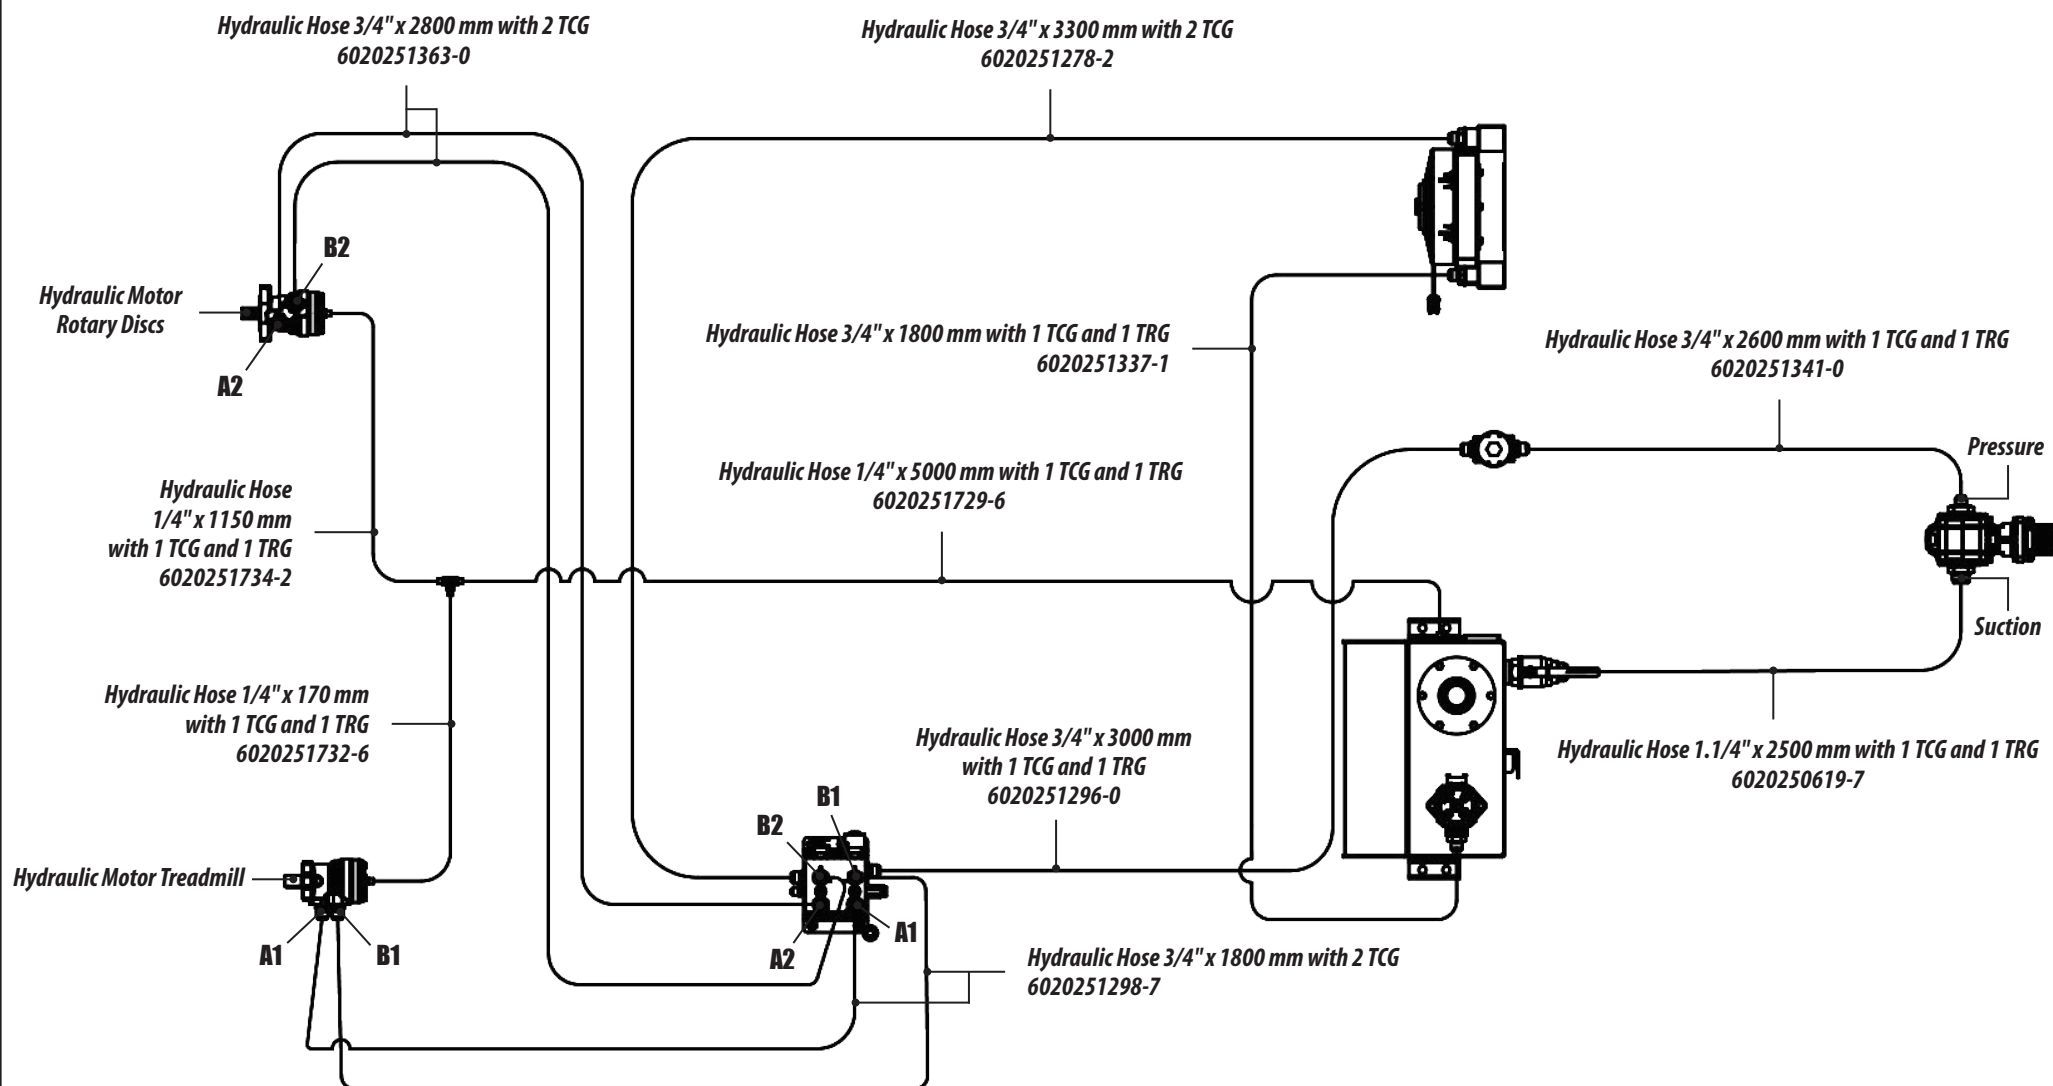 Hydraulic Hose 3/4" x 2800 mm with 2 TCG
6020251363-0
Hydraulic Hose 3/4" x 3300 mm with 2 TCG
6020251278-2
B2
Hydraulic Motor
Rotary Discs
A2
Hydraulic Hose 3/4" x 1800 mm with 1 TCG and 1 TRG
6020251337-1
Hydraulic Hose 3/4" x 2600 mm with 1 TCG and 1 TRG
6020251341-0
Pressure
Hydraulic Hose 1/4" x 5000 mm with 1 TCG and 1 TRG
6020251729-6
Hydraulic Hose
1/4" x 1150 mm
with 1 TCG and 1 TRG
6020251734-2
Suction
Hydraulic Hose 1/4" x 170 mm
with 1 TCG and 1 TRG
6020251732-6
Hydraulic Hose 3/4" x 3000 mm
with 1 TCG and 1 TRG
6020251296-0
Hydraulic Hose 1.1/4" x 2500 mm with 1 TCG and 1 TRG
6020250619-7
B1
B2
Hydraulic Motor Treadmill
A1
B1
A2
A1
Hydraulic Hose 3/4" x 1800 mm with 2 TCG
6020251298-7